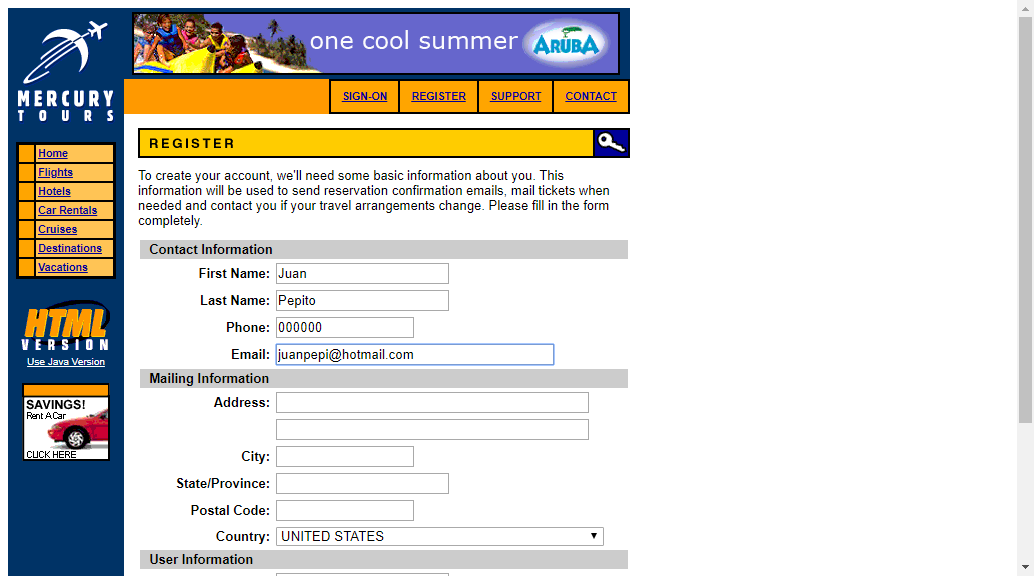 one cool summer ARUBA
MERCURY
TOURS
SIGN-ON REGISTER SUPPORT CONTACT
Home
Flights
Hotels
Car Rentals
Cruises
Destinations
Vacations
HTML
VERSION
Use Java Version
SAVINGS!
Rent A Car
CLICK HERE
REGISTER
To create your account, we'll need some basic information about you. This
information will be used to send reservation confirmation emails, mail tickets when
needed and contact you if your travel arrangements change. Please fill in the form
completely.
Contact Information
First Name: Juan
Last Name: Pepito
Phone: 000000
Email: juanpepi@hotmail.com
Mailing Information
Address:
City:
State/Province:
Postal Code:
Country: UNITED STATES
User Information